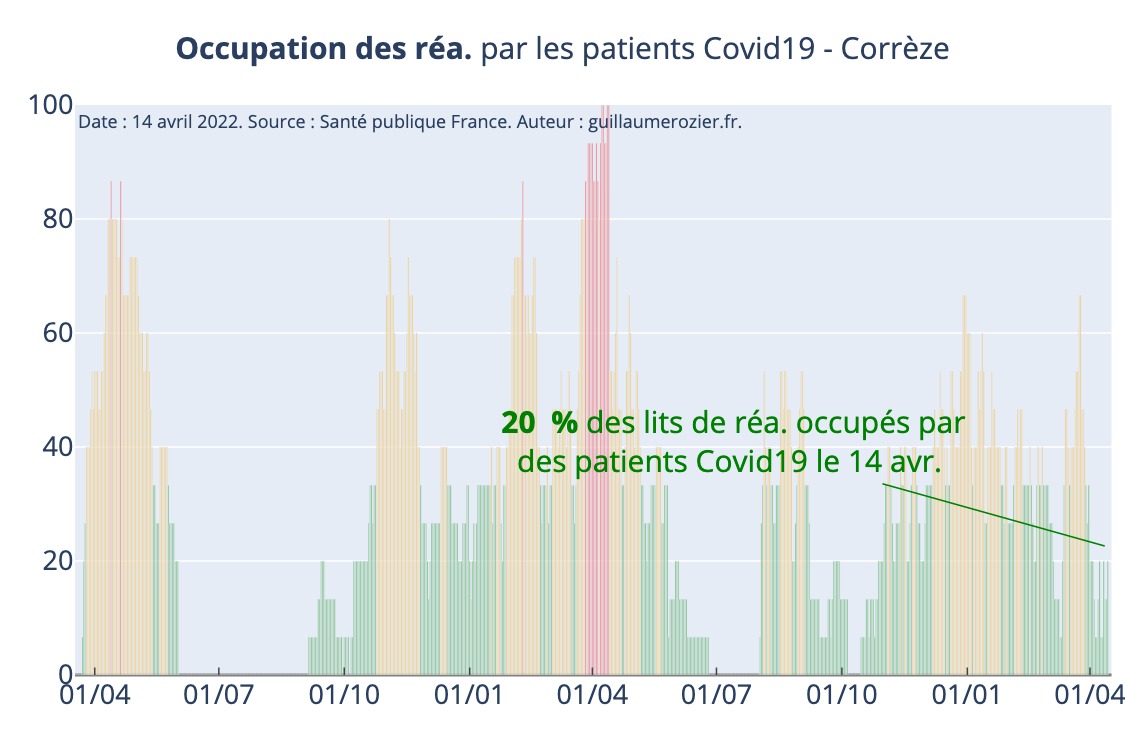 Occupation des réa. par les patients Covid19 - Corrèze
100
Date : 14 avril 2022. Source : Santé publique France. Auteur : guillaumerozier.fr.
80
60
20 % des lits de réa. occupés par
des patients Covid19 le 14 avr.
40
20
0
01/04 01/07 01/10 01/01 01/04 01/07 01/10 01/01 01/04